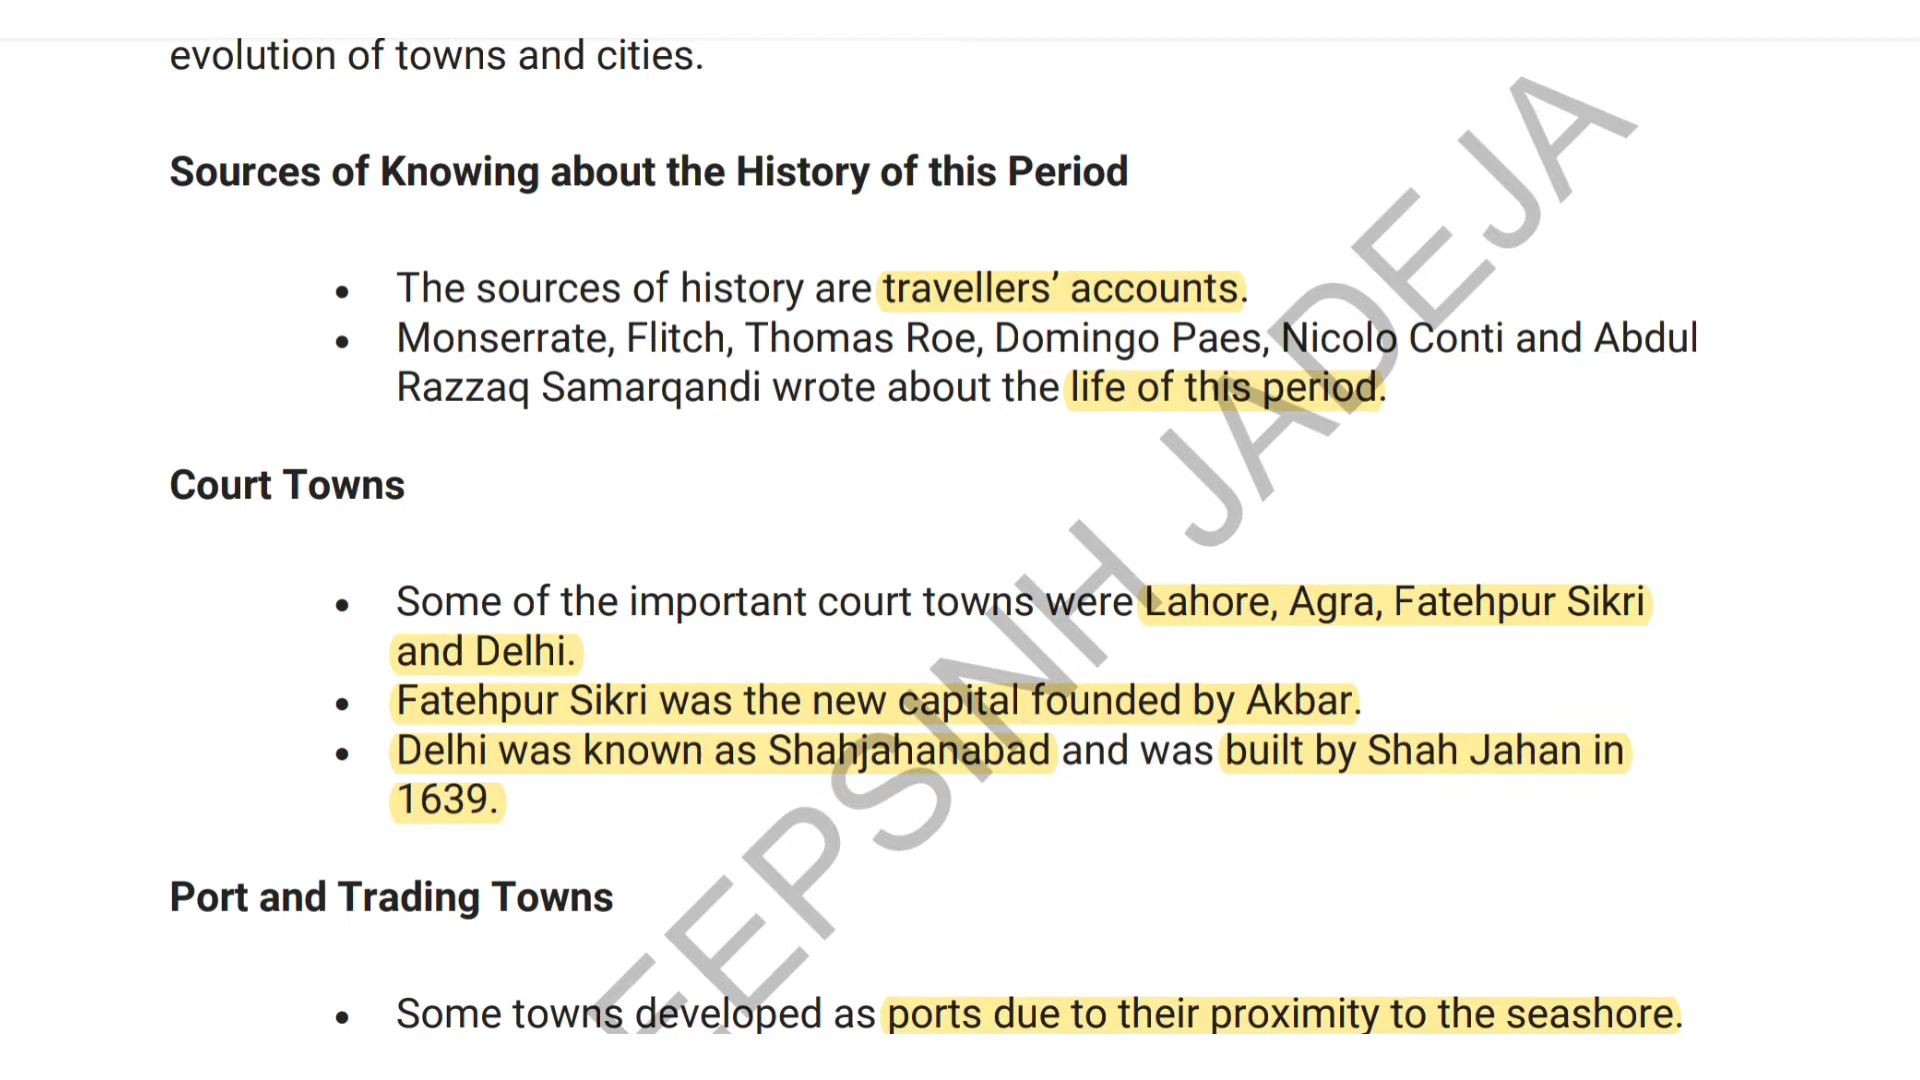 evolution of towns and cities.
Sources of Knowing about the History of this Period
• The sources of history are travellers’ accounts.
• Monserrate, Flitch, Thomas Roe, Domingo Paes, Nicolo Conti and Abdul
Razzaq Samarqandi wrote about the life of this period.
Court Towns
• Some of the important court towns were Lahore, Agra, Fatehpur Sikri
and Delhi.
• Fatehpur Sikri was the new capital founded by Akbar.
• Delhi was known as Shahjahanabad and was built by Shah Jahan in
1639.
Port and Trading Towns
• Some towns developed as ports due to their proximity to the seashore.
EEPSINH JADEJA